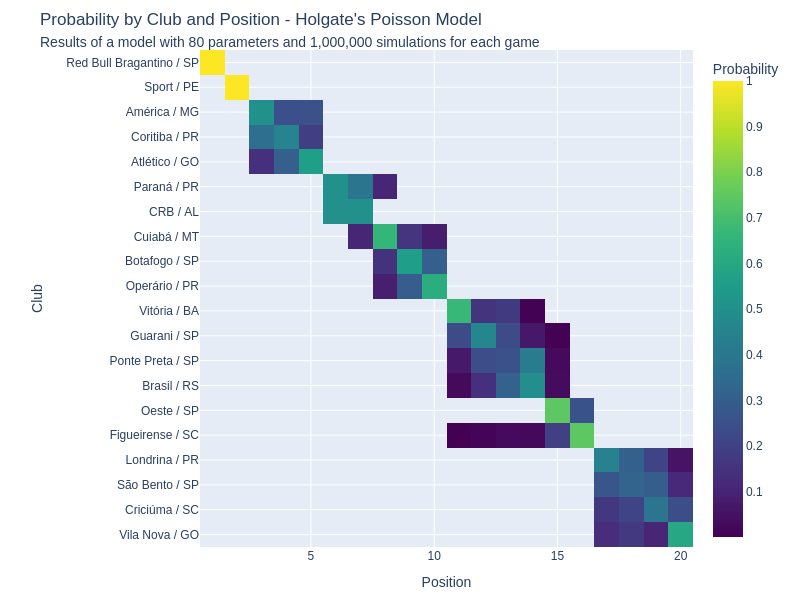 Probability by Club and Position - Holgate's Poisson Model
Results of a model with 80 parameters and 1,000,000 simulations for each game
Probability
Club
Red Bull Bragantino / SP
Sport / PE
América / MG
Coritiba / PR
Atlético / GO
Paraná / PR
CRB / AL
Cuiabá / MT
Botafogo / SP
Operário / PR
Vitória / BA
Guarani / SP
Ponte Preta / SP
Brasil / RS
Oeste / SP
Figueirense / SC
Londrina / PR
São Bento / SP
Criciúma / SC
Vila Nova / GO
1
0.9
0.8
0.7
0.6
0.5
0.4
0.3
0.2
0.1
5
10
15
20
Position